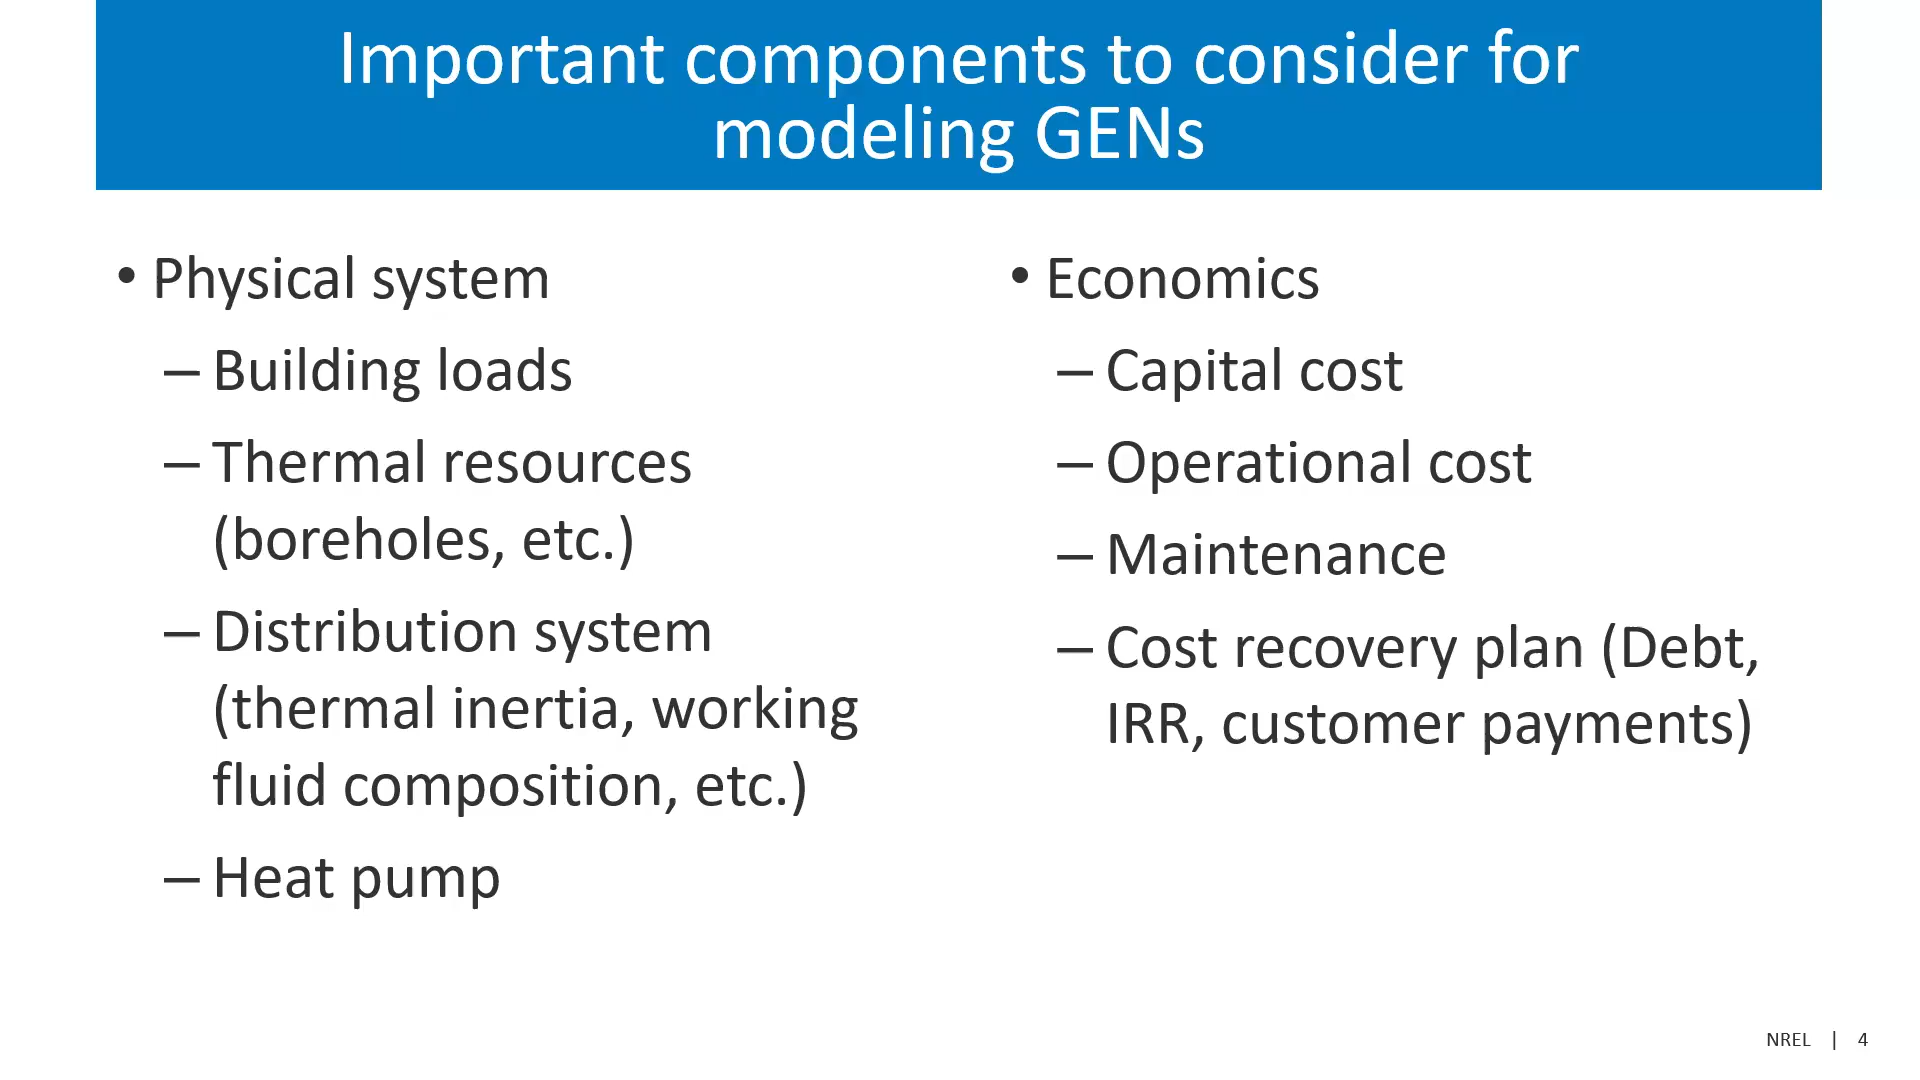 Important components to consider for
modeling GENs
• Physical system
– Building loads
– Thermal resources
(boreholes, etc.)
– Distribution system
(thermal inertia, working
fluid composition, etc.)
– Heat pump
• Economics
– Capital cost
– Operational cost
– Maintenance
– Cost recovery plan (Debt,
IRR, customer payments)
NREL | 4